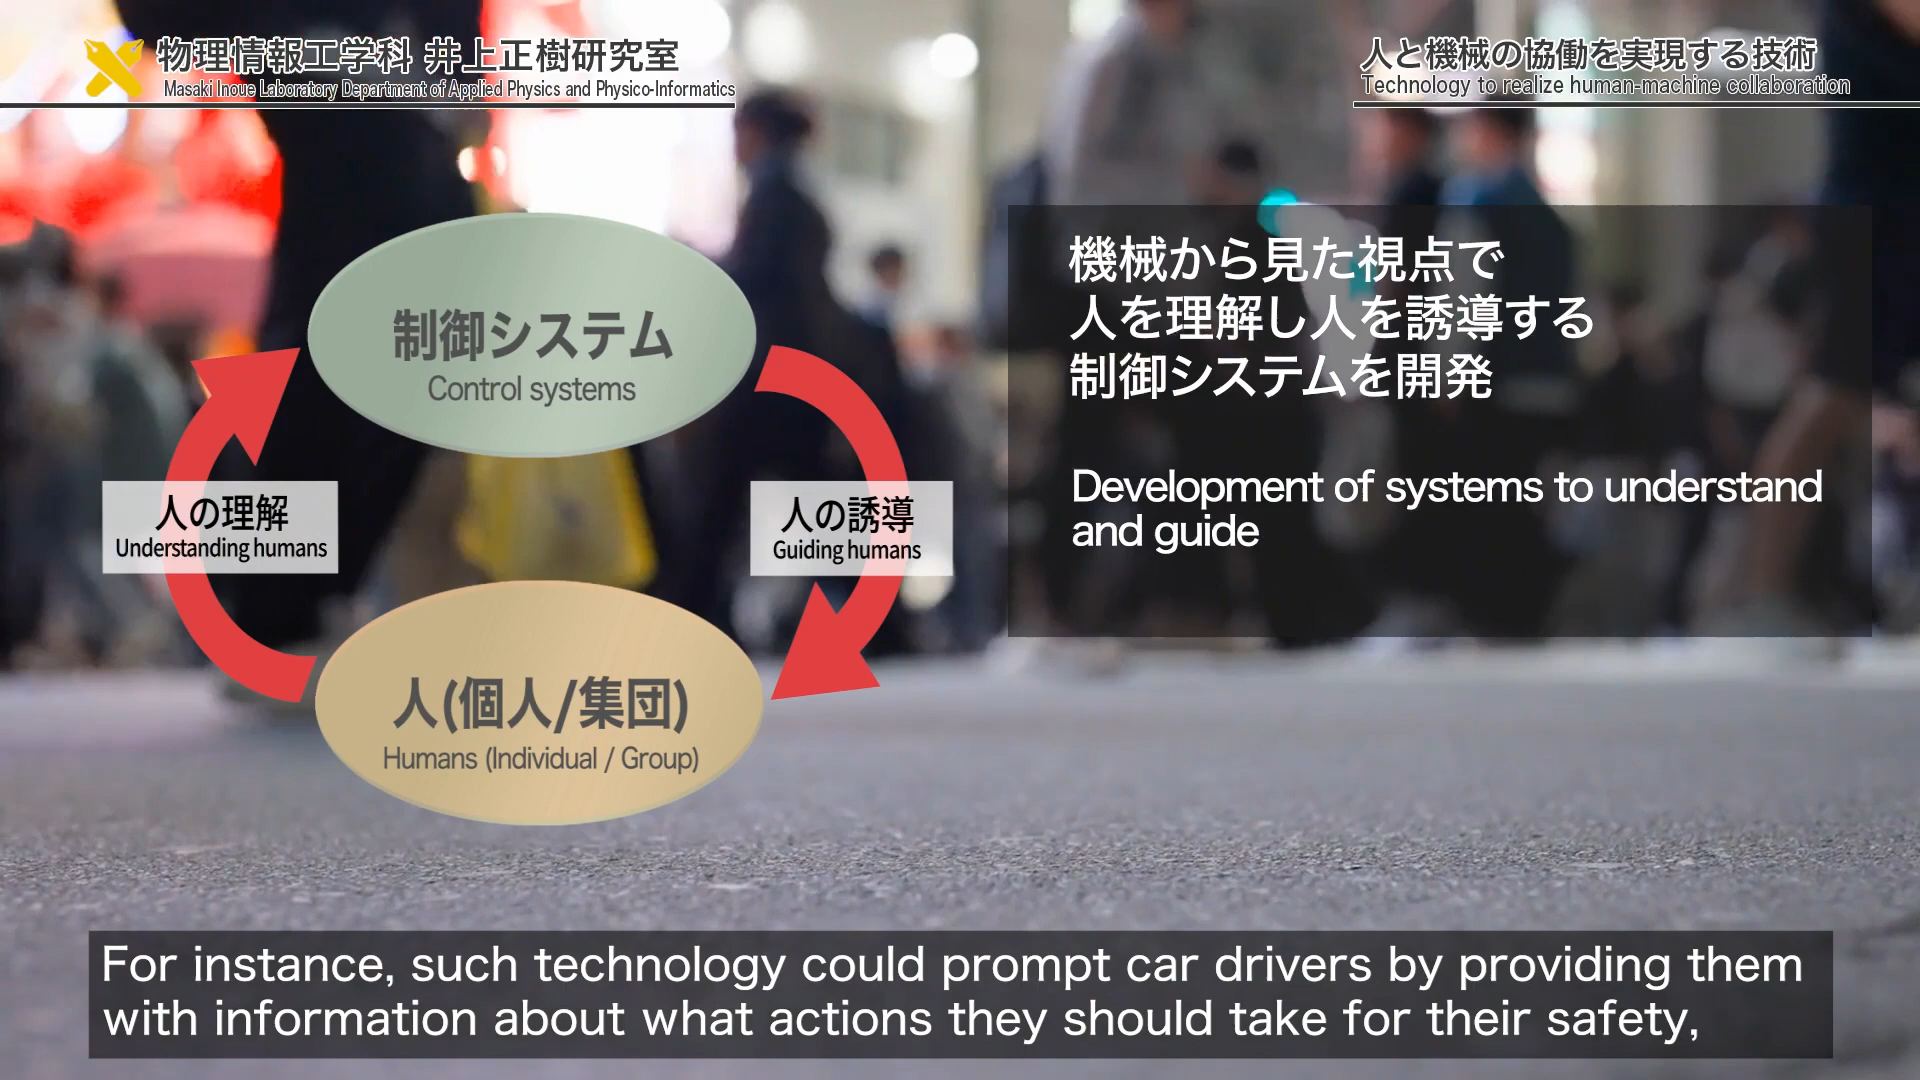 物理情報工学科 井上正樹研究室
Masaki Inoue Laboratory Department of Applied Physics and Physico-Informatics
人と機械の協働を実現する技術
Technology to realize human-machine collaboration
制御システム
Control systems
人の理解
Understanding humans
人の誘導
Guiding humans
人(個人/集団)
Humans (Individual / Group)
機械から見た視点で
人を理解し人を誘導する
制御システムを開発
Development of systems to understand
and guide
For instance, such technology could prompt car drivers by providing them
with information about what actions they should take for their safety,